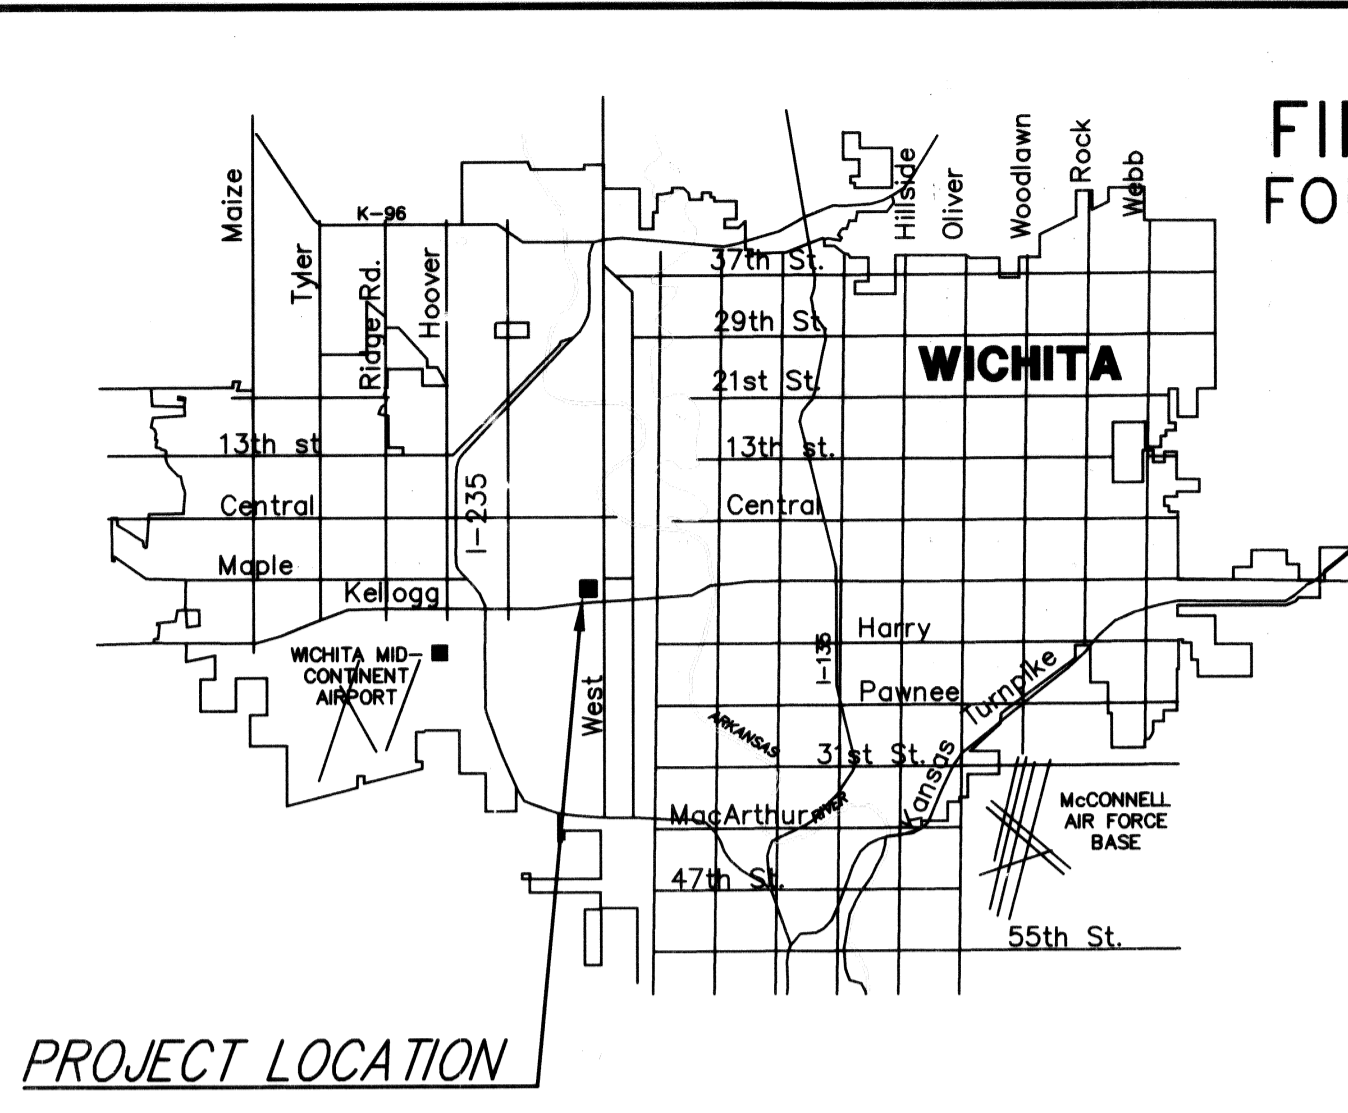 FI
FO
Maize
Tyler
K-96
Ridge Rd.
Hoover
Hillside
Oliver
Woodlawn
Rock
Webb
37th St.
29th St.
21st St.
13th st.
Central
WICHITA
13th st
Central
Maple
Kellogg
I-235
WICHITA MID-
CONTINENT
AIRPORT
West
I-135
Harry
Pawnee
ARKANSAS
RIVER
31st St.
MacArthur
47th St.
55th St.
Kansas Turnpike
McCONNELL
AIR FORCE
BASE
PROJECT LOCATION